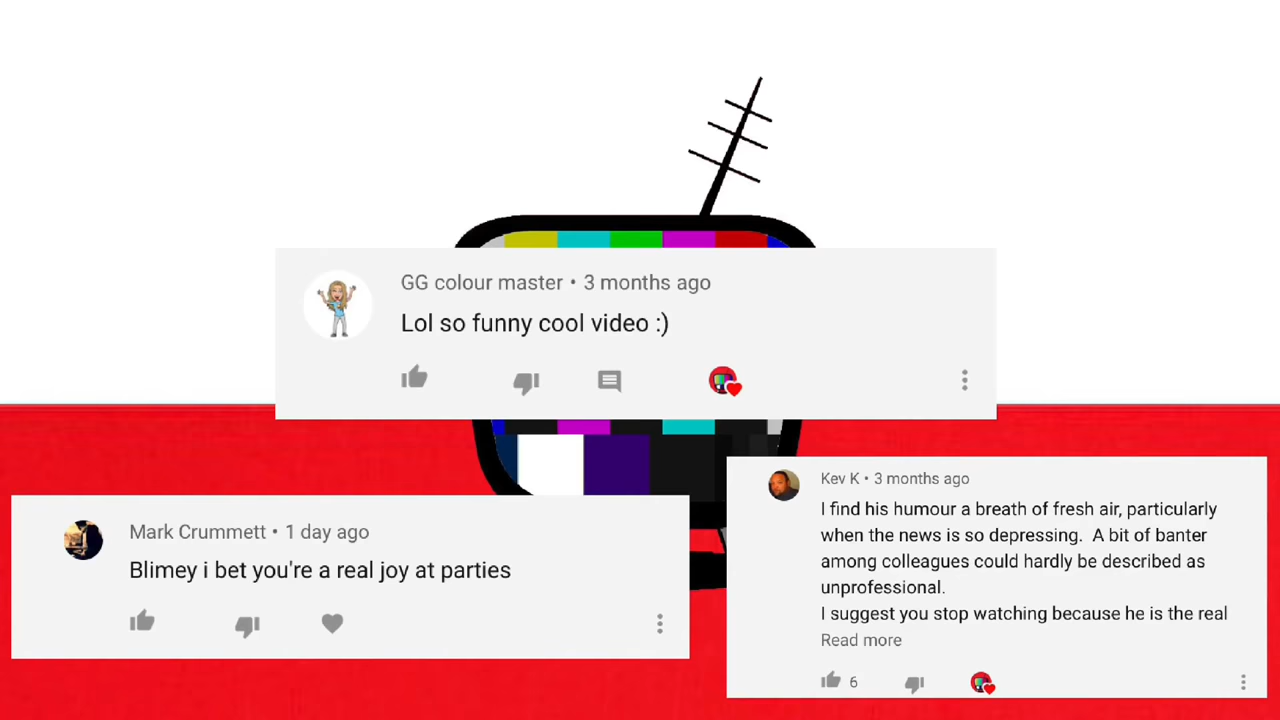 GG colour master • 3 months ago
Lol so funny cool video :)
Mark Crummett • 1 day ago
Blimey i bet you're a real joy at parties
Kev K • 3 months ago
I find his humour a breath of fresh air, particularly
when the news is so depressing. A bit of banter
among colleagues could hardly be described as
unprofessional.
I suggest you stop watching because he is the real
Read more
6